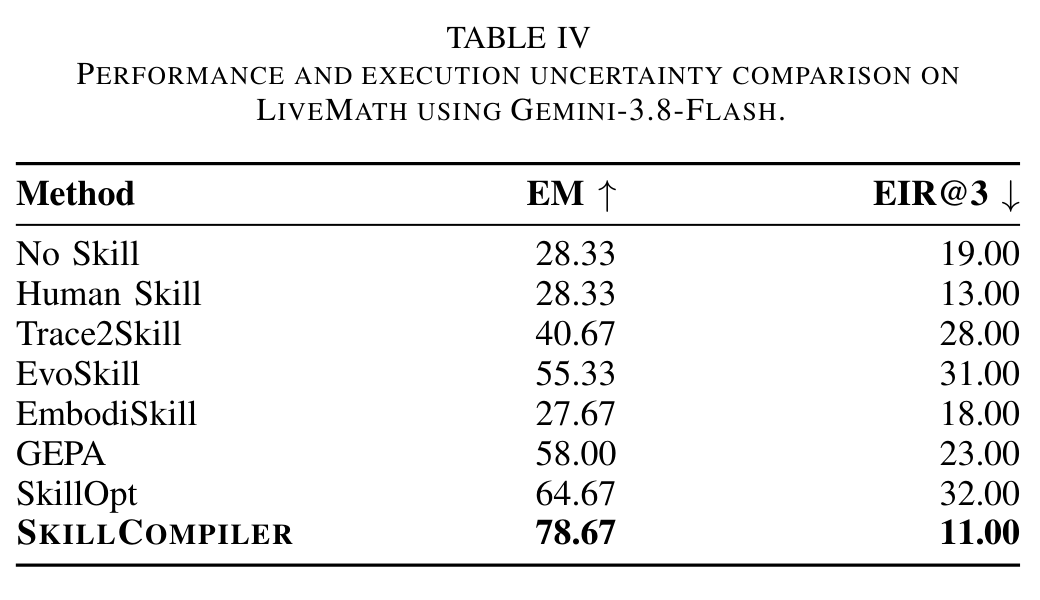 TABLE IV
PERFORMANCE AND EXECUTION UNCERTAINTY COMPARISON ON
LIVEMATH USING GEMINI-3.8-FLASH.
Method EM ↑ EIR@3 ↓
No Skill 28.33 19.00
Human Skill 28.33 13.00
Trace2Skill 40.67 28.00
EvoSkill 55.33 31.00
EmbodiSkill 27.67 18.00
GEPA 58.00 23.00
SkillOpt 64.67 32.00
SKILLCOMPILER 78.67 11.00